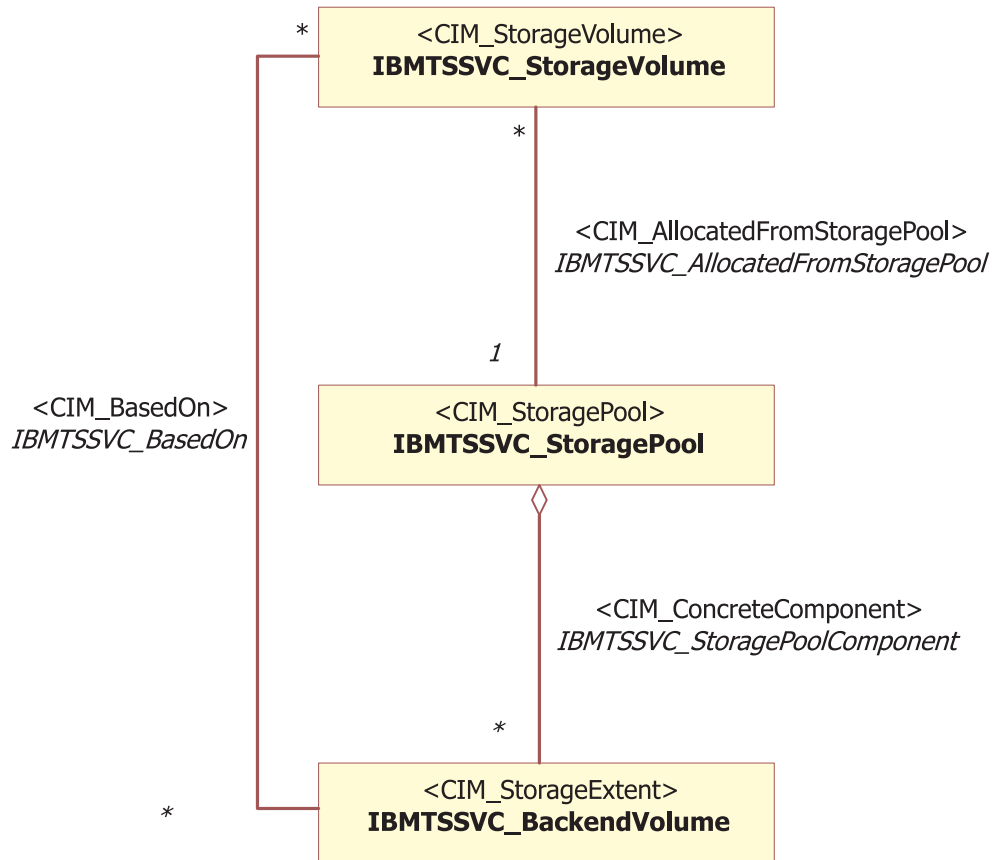 *
<CIM_StorageVolume>
IBMTSSVC_StorageVolume
*
<CIM_AllocatedFromStoragePool>
IBMTSSVC_AllocatedFromStoragePool
1
<CIM_BasedOn>
IBMTSSVC_BasedOn
<CIM_StoragePool>
IBMTSSVC_StoragePool
<CIM_ConcreteComponent>
IBMTSSVC_StoragePoolComponent
*
<CIM_StorageExtent>
IBMTSSVC_BackendVolume
*